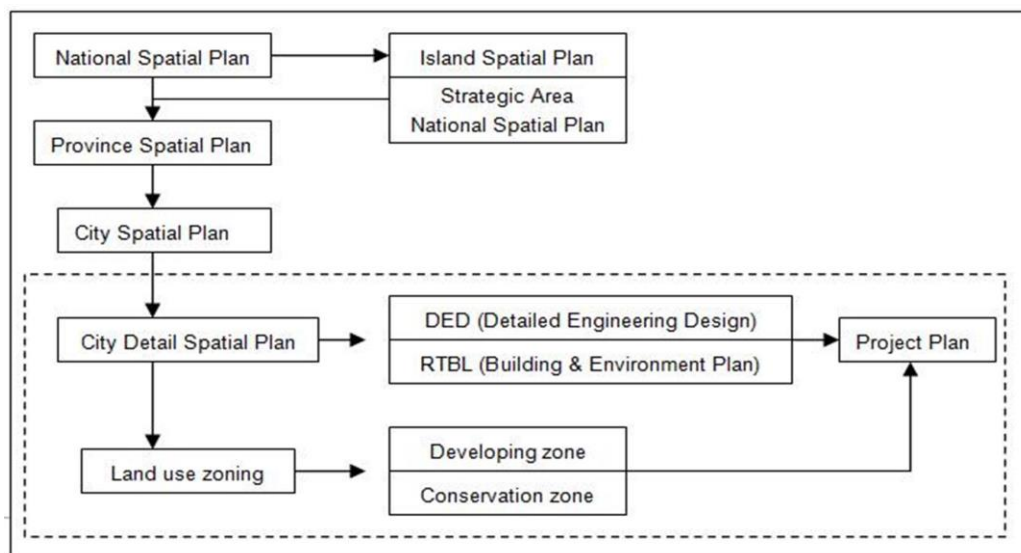 National Spatial Plan
Island Spatial Plan
Strategic Area
National Spatial Plan
Province Spatial Plan
City Spatial Plan
City Detail Spatial Plan
DED (Detailed Engineering Design)
RTBL (Building & Environment Plan)
Project Plan
Land use zoning
Developing zone
Conservation zone